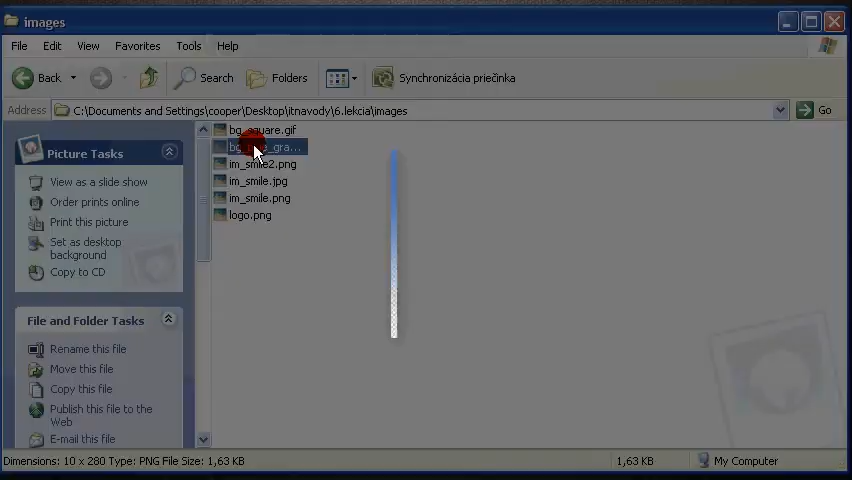 images
File Edit View Favorites Tools Help
Back Search Folders Synchronizácia priečinka
Address C:\Documents and Settings\cooper\Desktop\itnavody\6.lekcia\images Go
Picture Tasks
View as a slide show
Order prints online
Print this picture
Set as desktop
background
Copy to CD
File and Folder Tasks
Rename this file
Move this file
Copy this file
Publish this file to the
Web
E-mail this file
im_smile2.png
im_smile.jpg
im_smile.png
logo.png
Dimensions: 10 x 280 Type: PNG File Size: 1,63 KB 1,63 KB My Computer